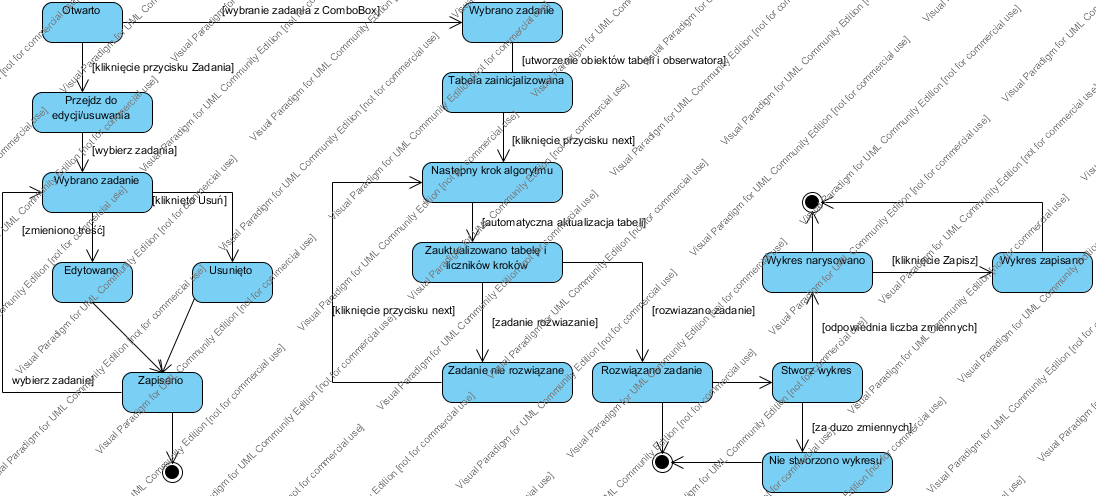 Otwarto
[wybranie zadania z ComboBox]
Wybrano zadanie
[kliknięcie przycisku Zadania]
[utworzenie obiektów tabeli i obserwatora]
Tabela zainicjalizowana
Przejdz do
edycji/usuwania
[kliknięcie przycisku next]
[wybierz zadania]
Wybrano zadanie
Następny krok algorytmu
[kliknięto Usuń]
[zmieniono treść]
[automatyczna aktualizacja tabeli]
Zauktualizowano tabele i
liczników kroków
Edytowano
Usunięto
Wykres narysowano
[kliknięcie Zapisz]
Wykres zapisano
[kliknięcie przycisku next]
[zadanie rozwiazanie]
[rozwiazano zadanie]
[odpowiednia liczba zmiennych]
wybierz zadanie]
Zapisano
Zadanie nie rozwiązane
Rozwiązano zadanie
Stworz wykres
[za duzo zmiennych]
Nie stworzono wykresu
Visual Paradigm for UML Community Edition [not for commercial use]